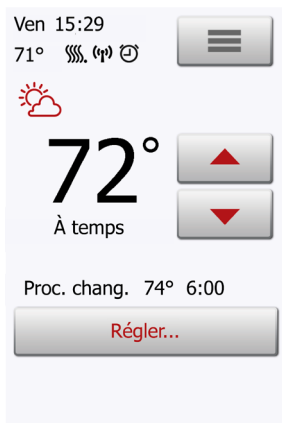 Ven 15:29
71°
72°
À temps
Proc. chang. 74° 6:00
Régler...